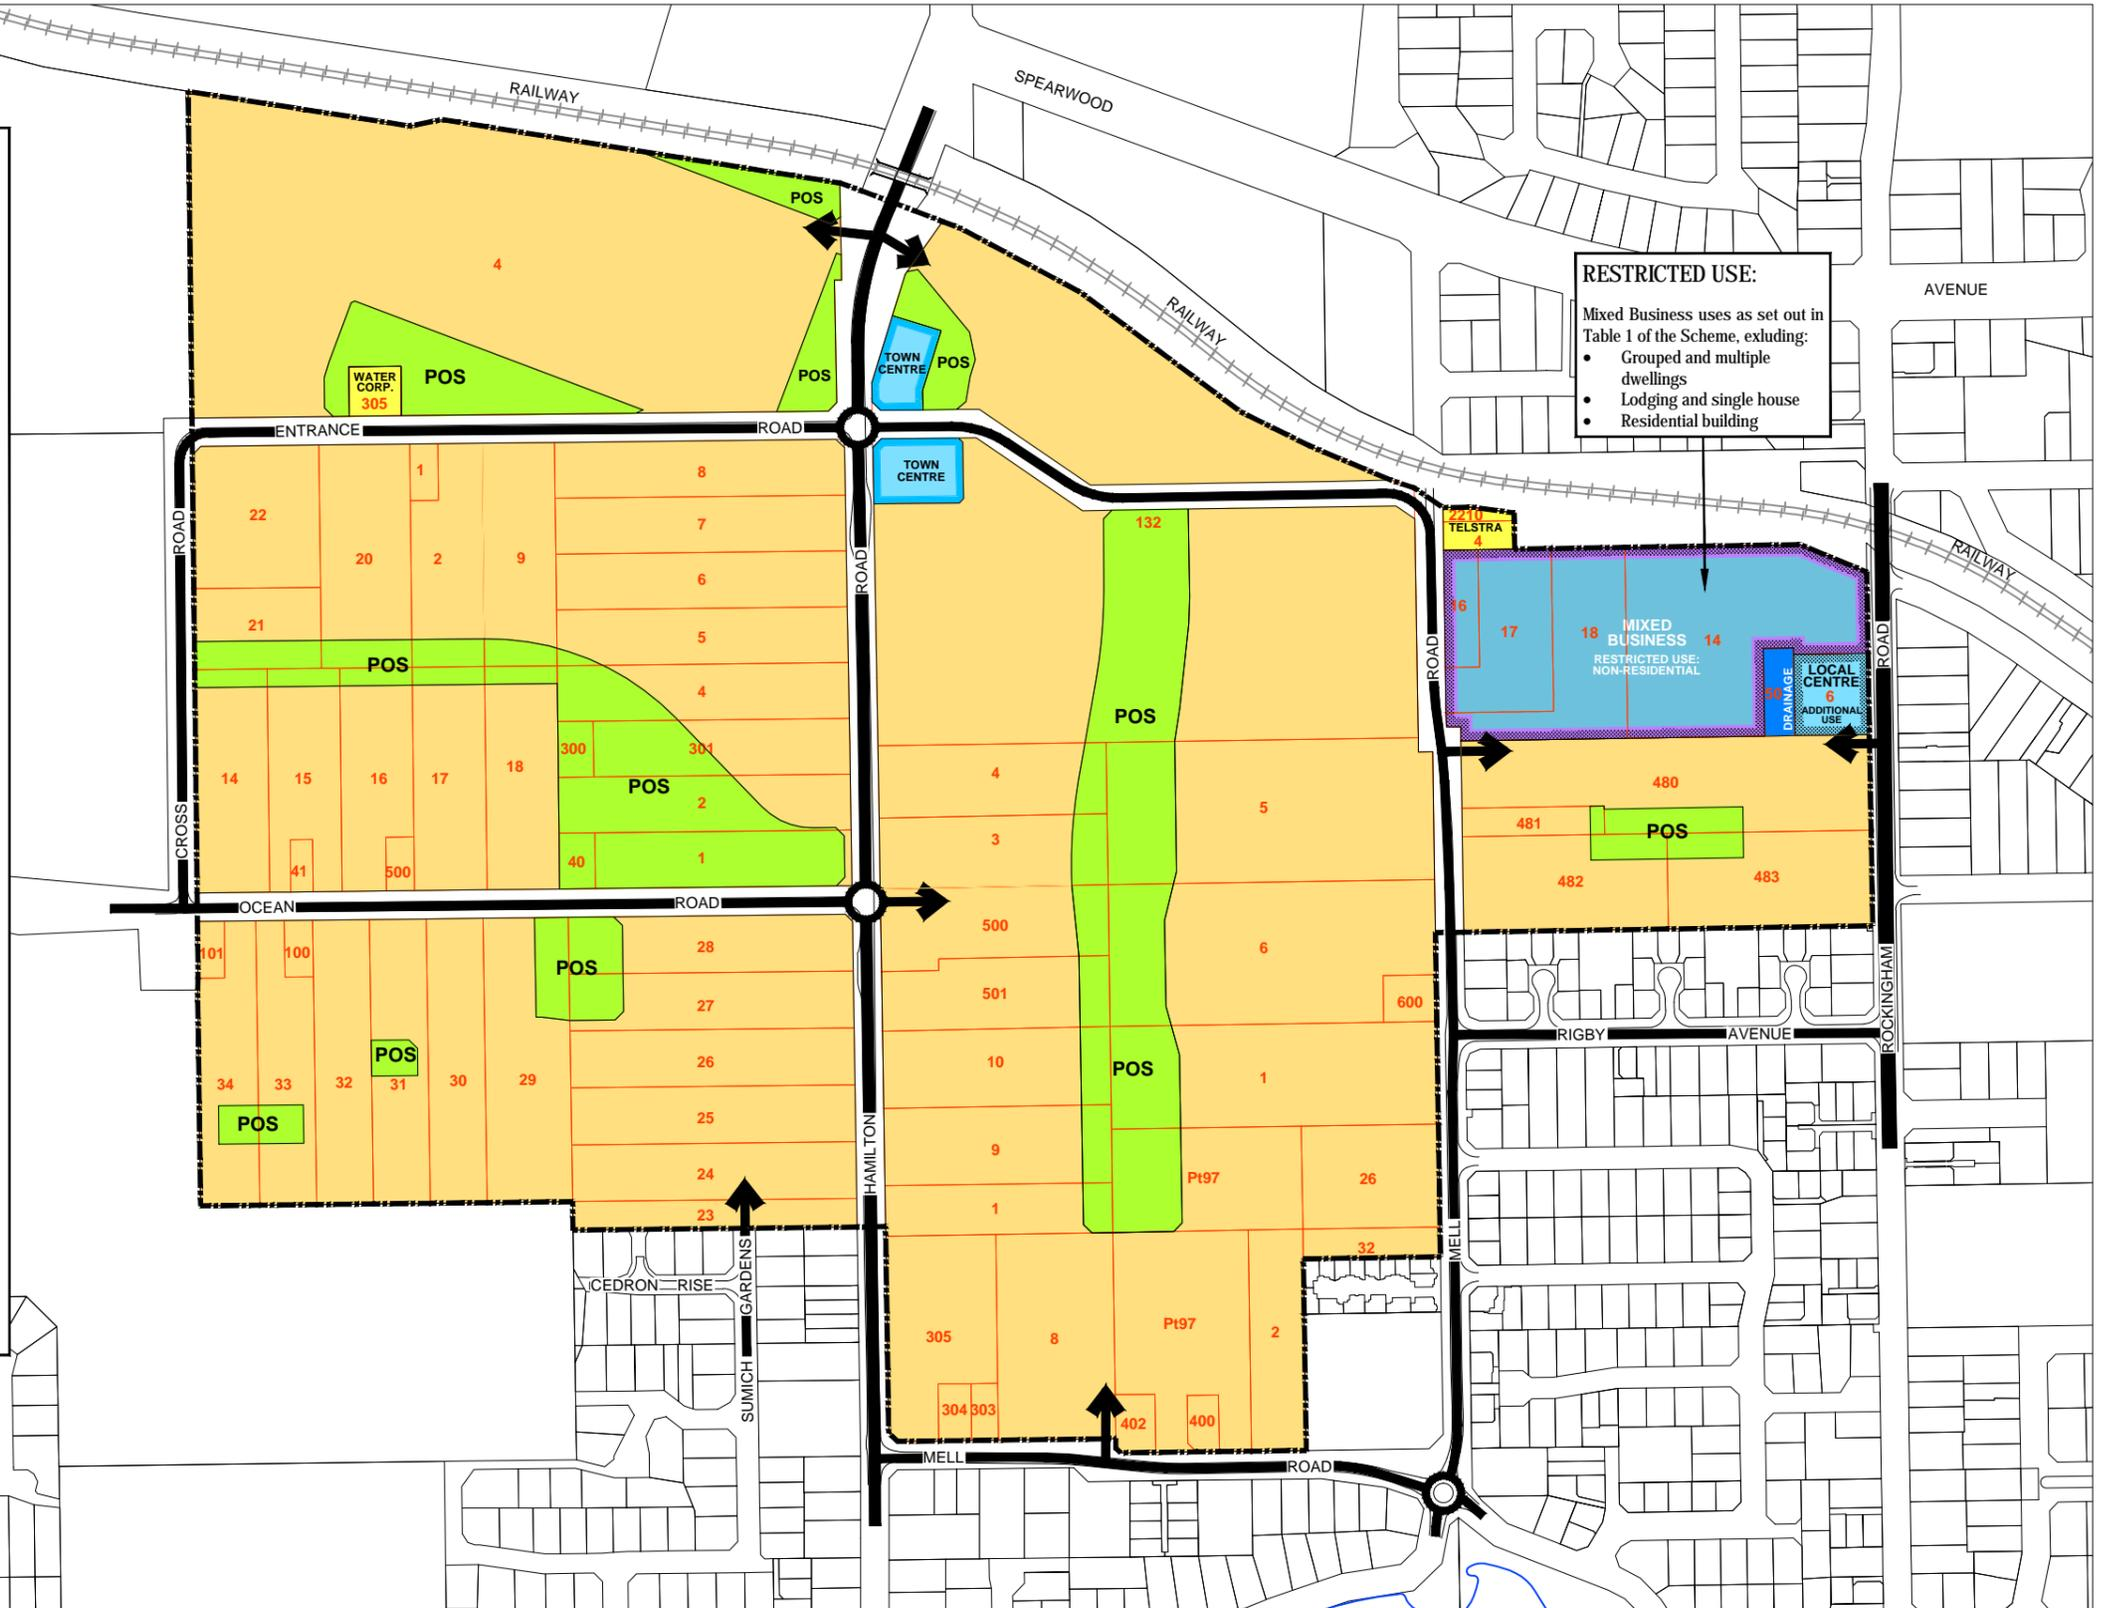 RAILWAY
SPEARWOOD
POS
4
RESTRICTED USE:
Mixed Business uses as set out in
Table 1 of the Scheme, exluding:
• Grouped and multiple
dwellings
• Lodging and single house
• Residential building
AVENUE
RAILWAY
TOWN
CENTRE
POS
POS
POS
WATER
CORP.
305
ENTRANCE
ROAD
TOWN
CENTRE
1
8
22
7
132
2210
TELSTRA
4
ROAD
20
2
9
6
ROAD
RAILWAY
21
5
16
17
18
MIXED
BUSINESS
14
RESTRICTED USE:
NON-RESIDENTIAL
ROAD
ROAD
POS
4
50
DRAINAGE
LOCAL
CENTRE
6
ADDITIONAL
USE
POS
300
301
14
15
16
17
18
POS
2
4
5
480
CROSS
3
481
POS
41
500
40
1
482
483
OCEAN
ROAD
101
100
POS
28
500
6
27
501
600
ROCKINGHAM
RIGBY
AVENUE
POS
34
33
32
31
30
29
26
10
POS
1
POS
25
HAMILTON
9
24
Pt97
26
23
1
32
MELL
CEDRON
RISE
GARDENS
SUMICH
305
8
Pt97
2
304
303
402
400
MELL
ROAD